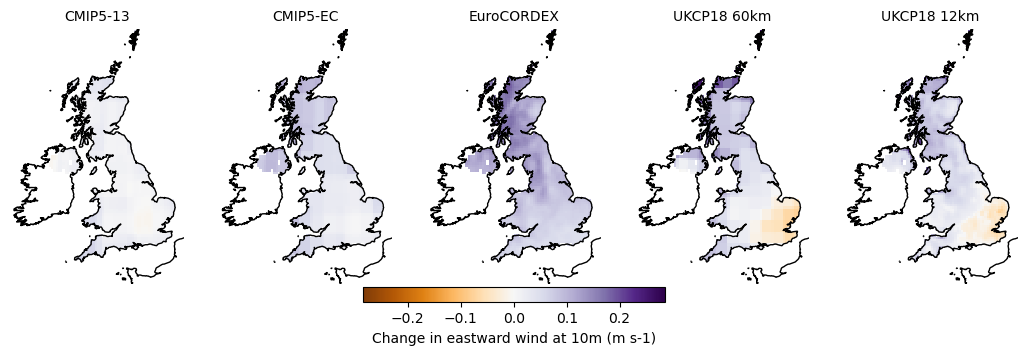 CMIP5-13 CMIP5-EC EuroCORDEX UKCP18 60km UKCP18 12km
−0.2 −0.1 0.0 0.1 0.2
Change in eastward wind at 10m (m s-1)